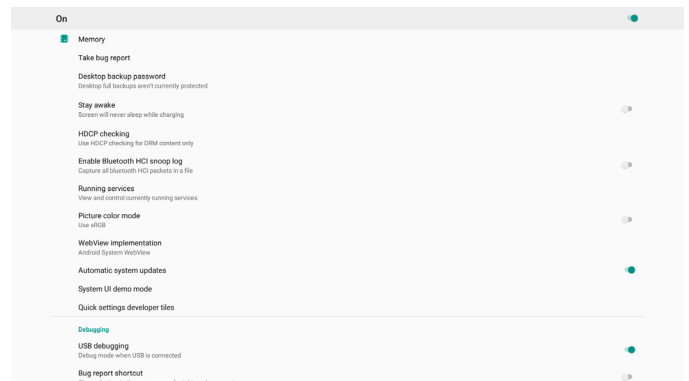 On
Memory
Take bug report
Desktop backup password
Desktop full backups aren't currently protected
Stay awake
Screen will never sleep while charging
HDCP checking
Use HDCP checking for DRM content only
Enable Bluetooth HCI snoop log
Capture all bluetooth HCI packets in a file
Running services
View and control currently running services
Picture color mode
Use sRGB
WebView implementation
Android System WebView
Automatic system updates
System UI demo mode
Quick settings developer tiles
Debugging
USB debugging
Debug mode when USB is connected
Bug report shortcut